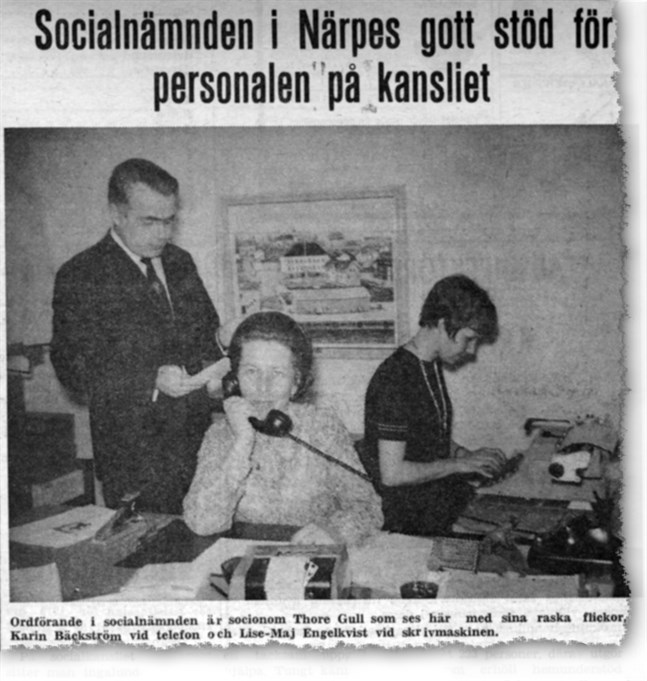 Socialnämnden i Närpes gott stöd för
personalen på kansliet
Ordförande i socialnämnden är socionom Thore Gull som ses här med sina raska flickor,
Karin Bäckström vid telefon och Lise-Maj Engelkvist vid skrivmaskinen.